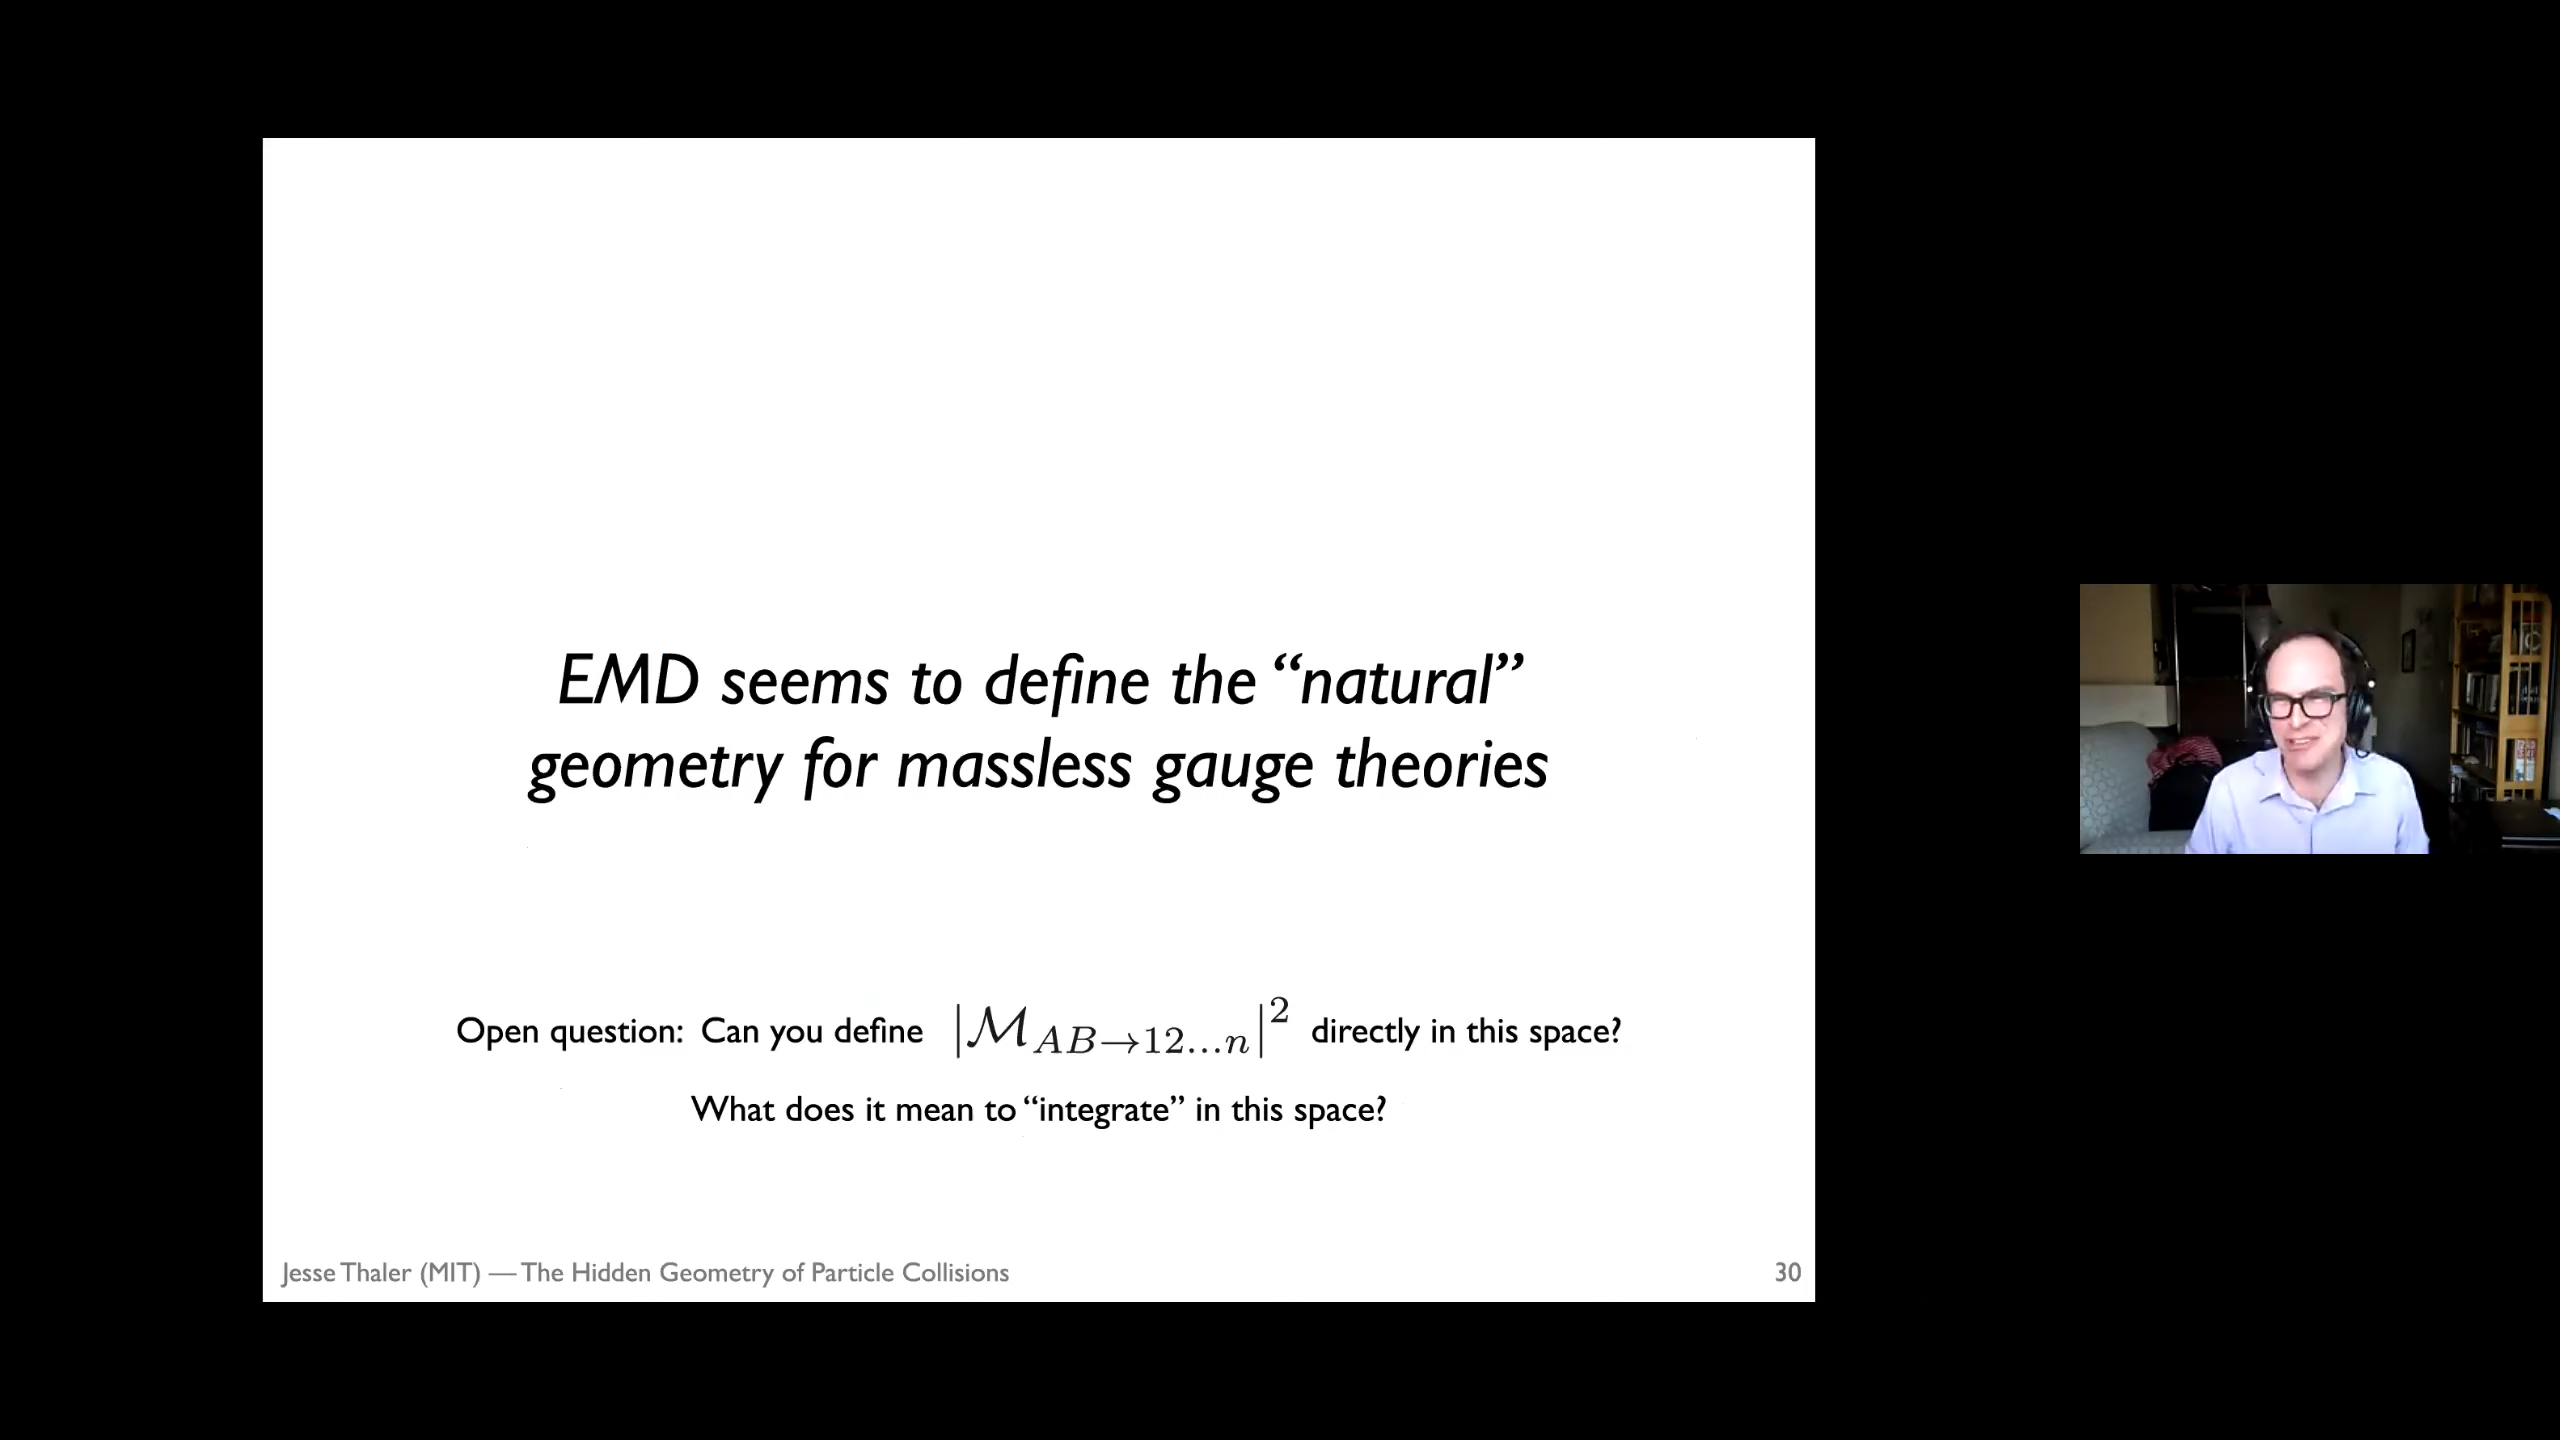 EMD seems to define the “natural”
geometry for massless gauge theories
Open question: Can you define |M_{AB→12…n}|² directly in this space?
What does it mean to “integrate” in this space?
Jesse Thaler (MIT) — The Hidden Geometry of Particle Collisions
30